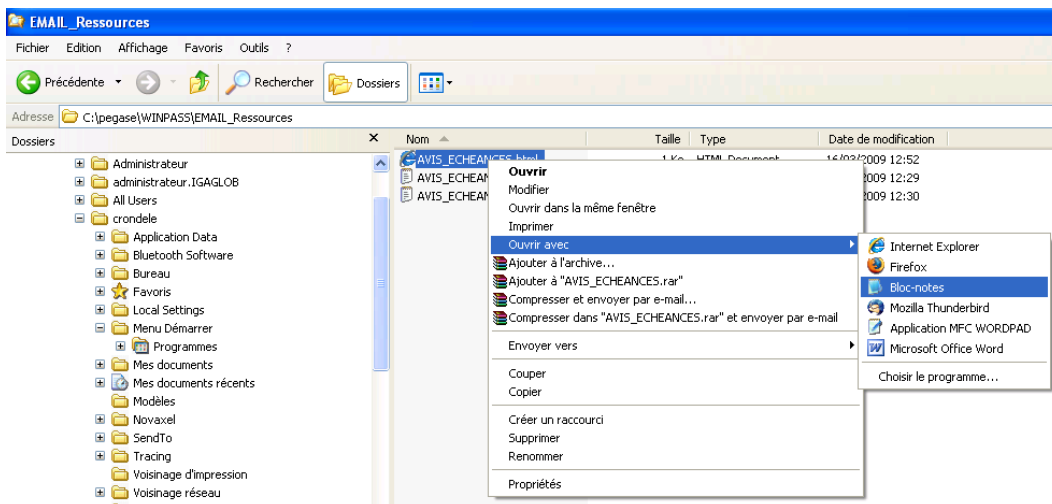 EMAIL_Ressources
Fichier Edition Affichage Favoris Outils ?
Précédente Rechercher Dossiers
Adresse C:\pegase\WINPASS\EMAIL_Ressources
Dossiers × Nom Taille Type Date de modification
Administrateur
administrateur.IGAGLOB
All Users
crondele
Application Data
Bluetooth Software
Bureau
Favoris
Local Settings
Menu Démarrer
Programmes
Mes documents
Mes documents récents
Modèles
Novaxel
SendTo
Tracing
Voisinage d'impression
Voisinage réseau
AVIS_ECHEANCES.html 1 Ko HTML Document 16/03/2009 12:52
AVIS_ECHEAN 2009 12:29
AVIS_ECHEAN 2009 12:30
Ouvrir
Modifier
Ouvrir dans la même fenêtre
Imprimer
Ouvrir avec
Ajouter à l'archive...
Ajouter à "AVIS_ECHEANCES.rar"
Compresser et envoyer par e-mail...
Compresser dans "AVIS_ECHEANCES.rar" et envoyer par e-mail
Envoyer vers
Couper
Copier
Créer un raccourci
Supprimer
Renommer
Propriétés
Internet Explorer
Firefox
Bloc-notes
Mozilla Thunderbird
Application MFC WORDPAD
Microsoft Office Word
Choisir le programme...